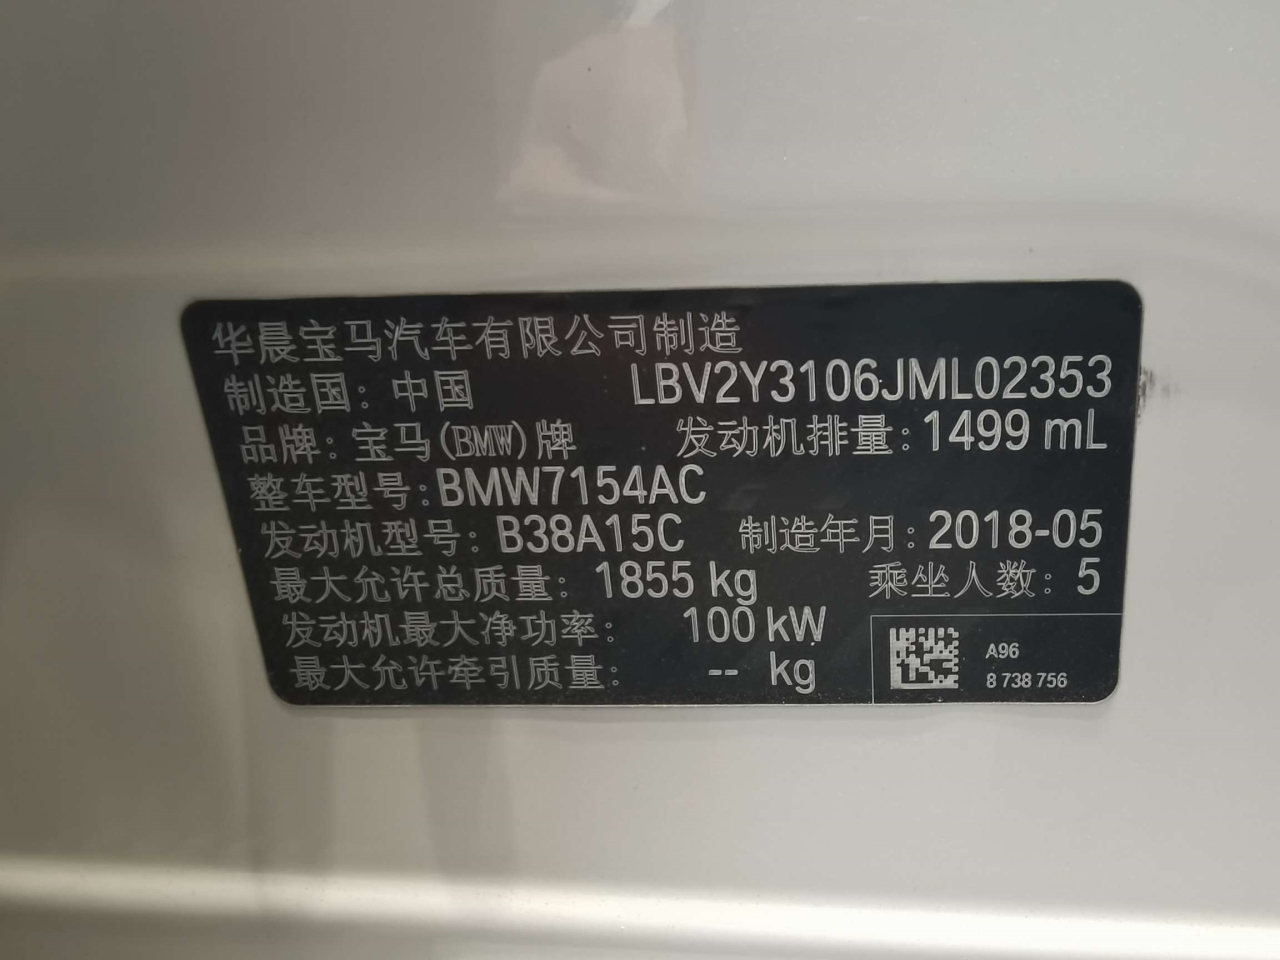 华晨宝马汽车有限公司制造
制造国：中国 LBV2Y3106JML02353
品牌：宝马(BMW)牌 发动机排量：1499 mL
整车型号：BMW7154AC
发动机型号：B38A15C 制造年月：2018-05
最大允许总质量：1855 kg 乘坐人数：5
发动机最大净功率：100 kW
最大允许牵引质量：-- kg
A96
8 738 756